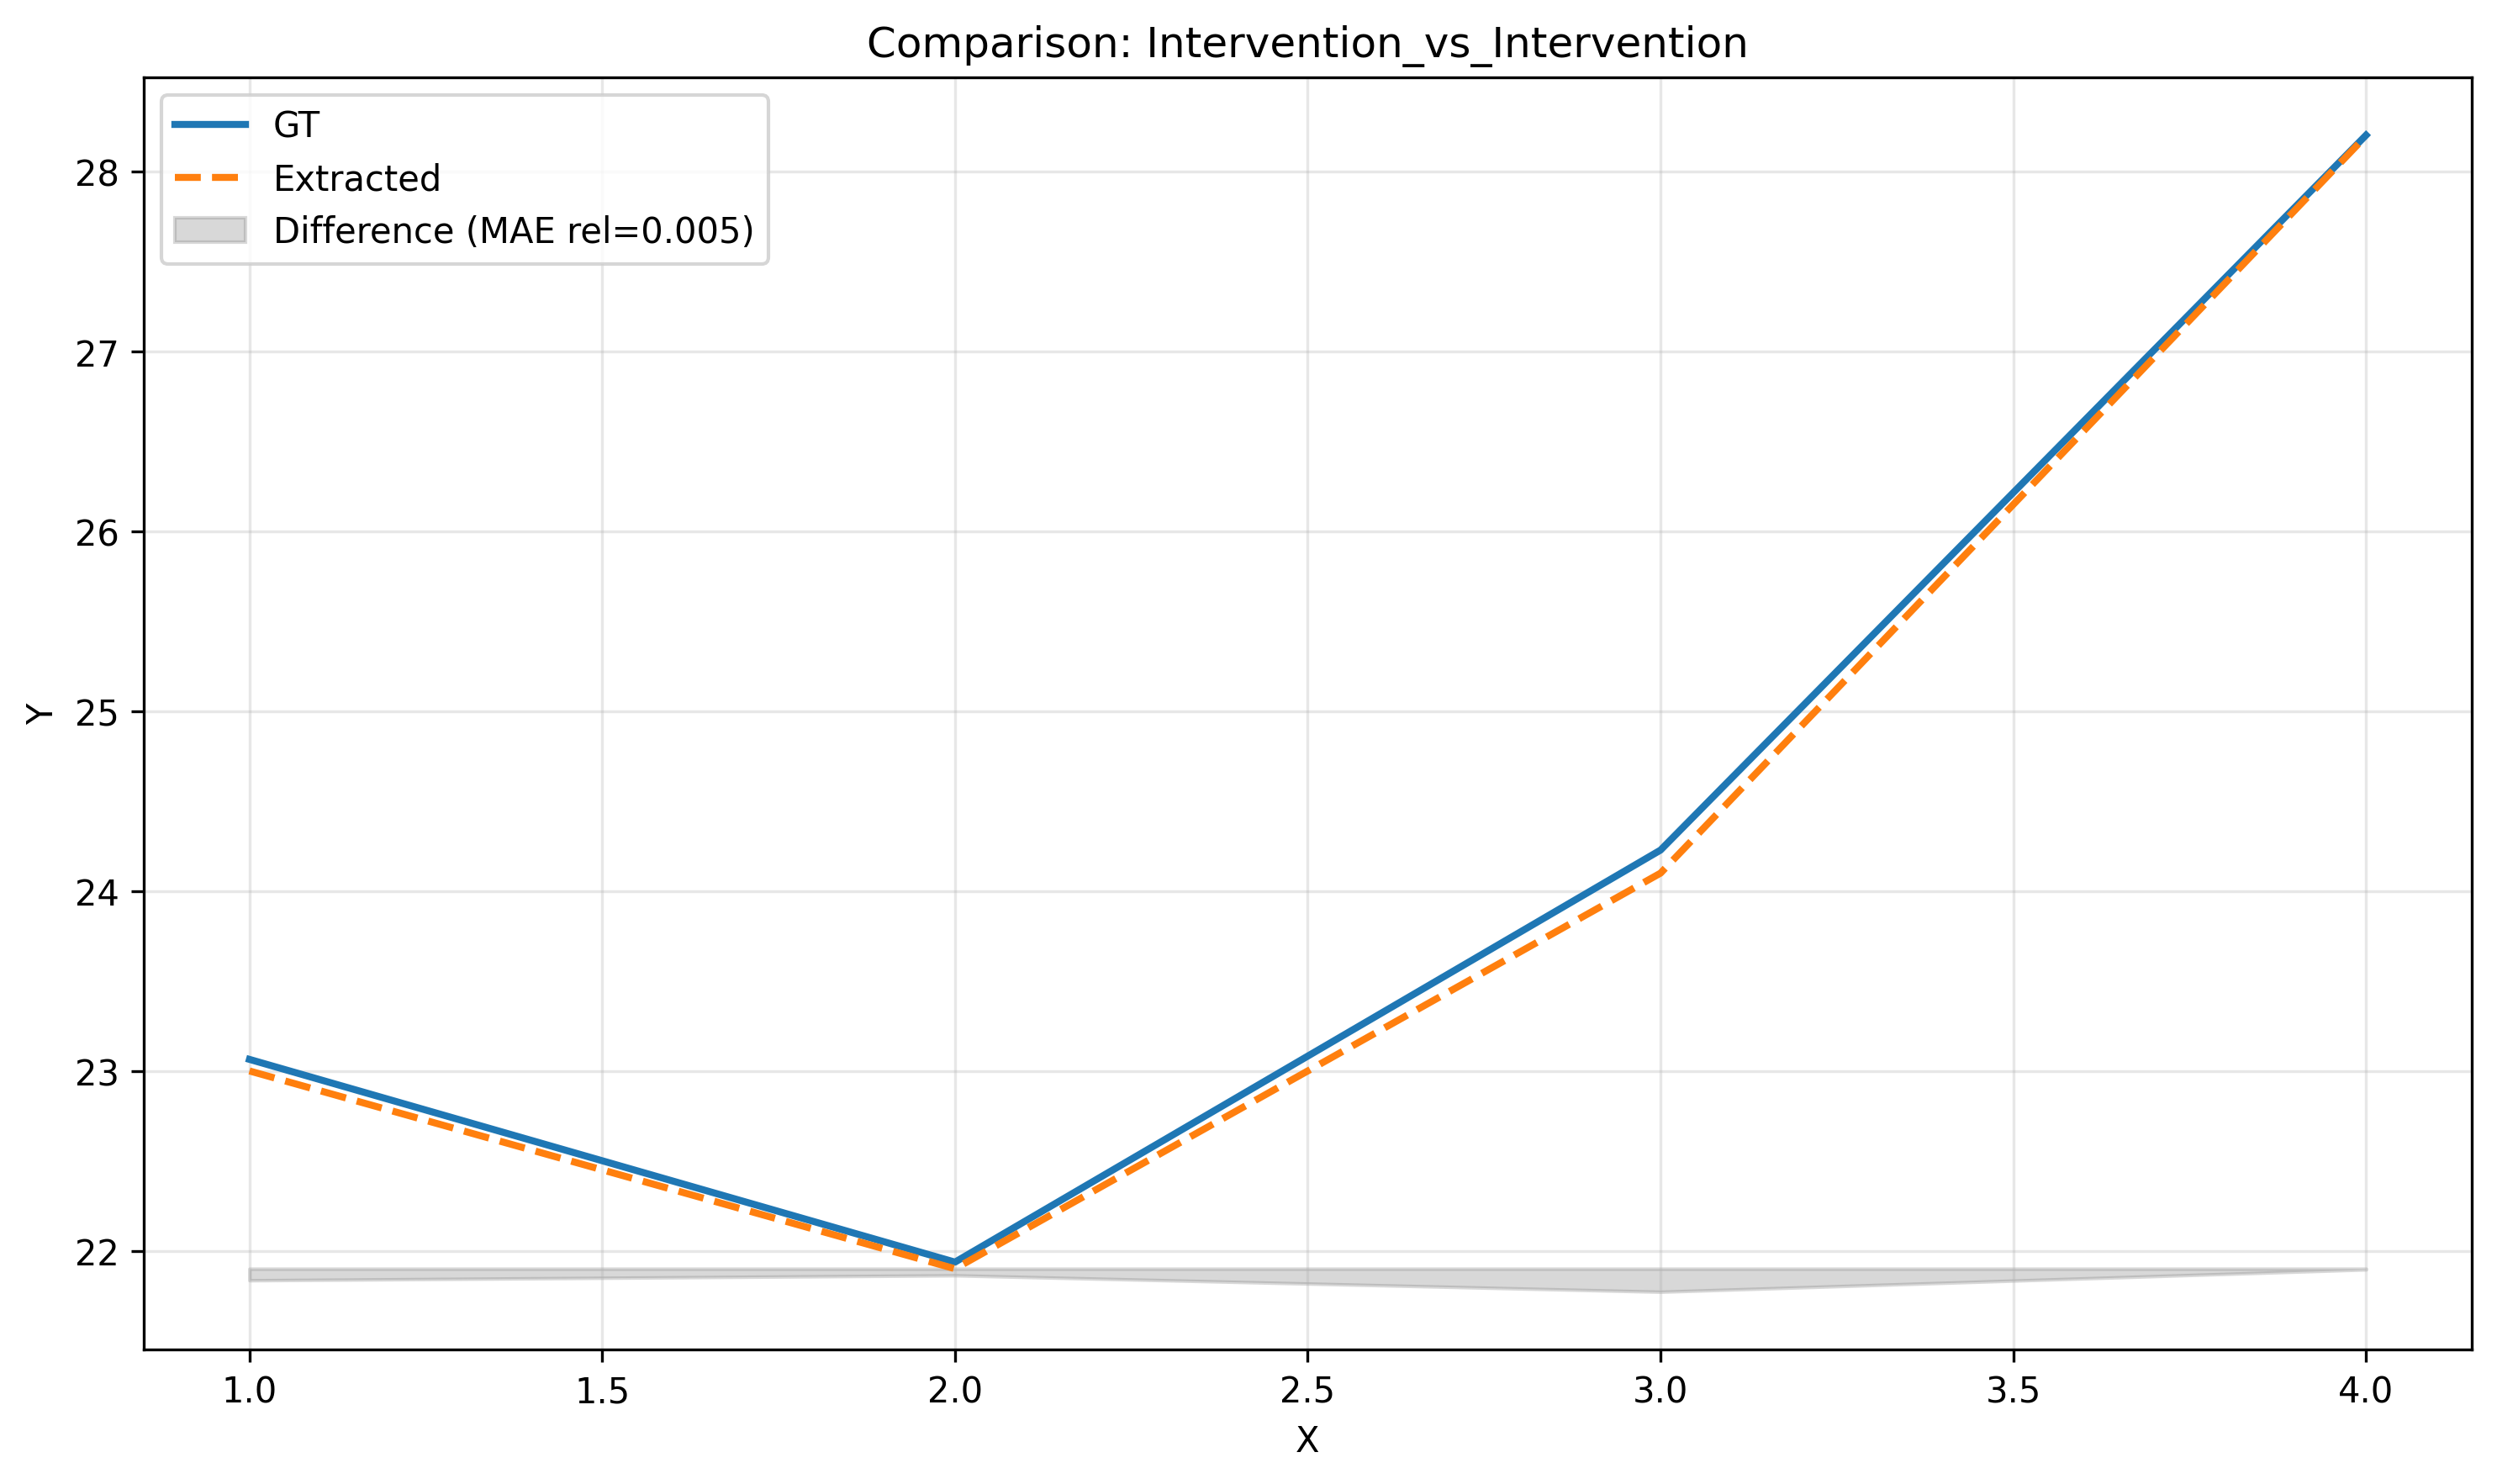 Comparison: Intervention_vs_Intervention
GT
Extracted
Difference (MAE rel=0.005)
28
27
26
25
24
23
22
Y
1.0 1.5 2.0 2.5 3.0 3.5 4.0
X